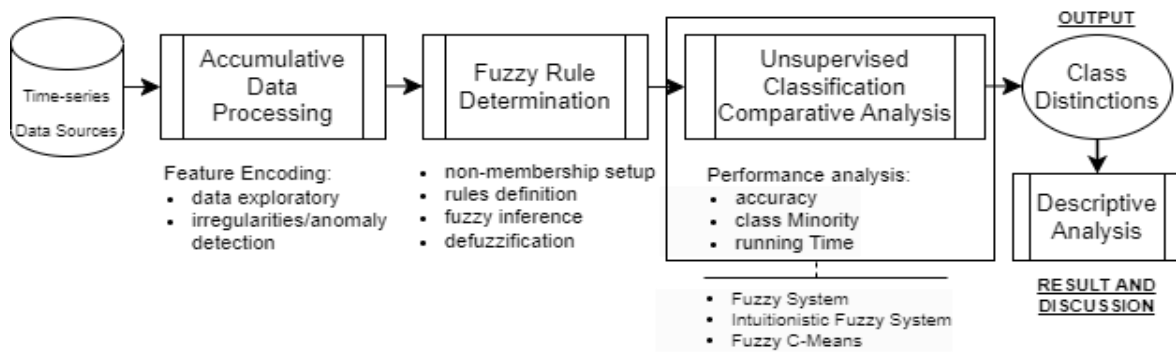 Time-series
Data Sources
Accumulative
Data
Processing
Feature Encoding:
• data exploratory
• irregularities/anomaly
detection
Fuzzy Rule
Determination
• non-membership setup
• rules definition
• fuzzy inference
• defuzzification
Unsupervised
Classification
Comparative Analysis
Performance analysis:
• accuracy
• class Minority
• running Time
• Fuzzy System
• Intuitionistic Fuzzy System
• Fuzzy C-Means
OUTPUT
Class
Distinctions
Descriptive
Analysis
RESULT AND
DISCUSSION